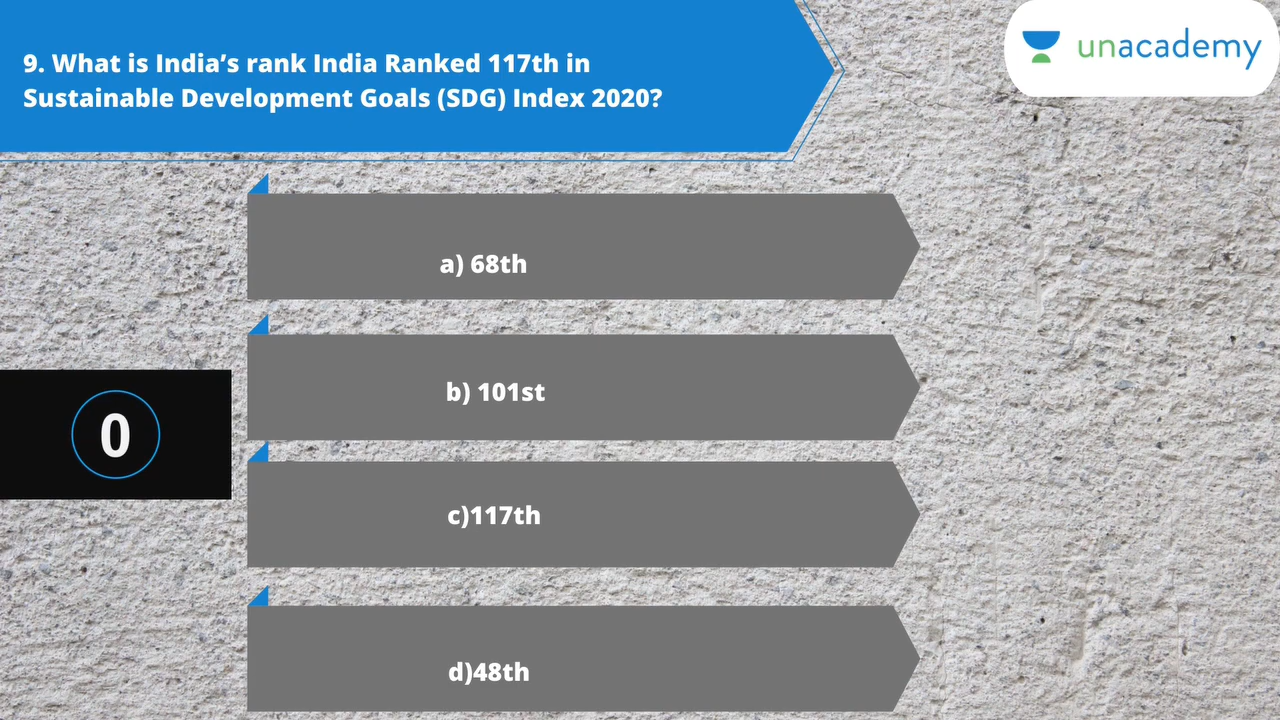 9. What is India’s rank India Ranked 117th in
Sustainable Development Goals (SDG) Index 2020?
unacademy
a) 68th
b) 101st
0
c)117th
d)48th